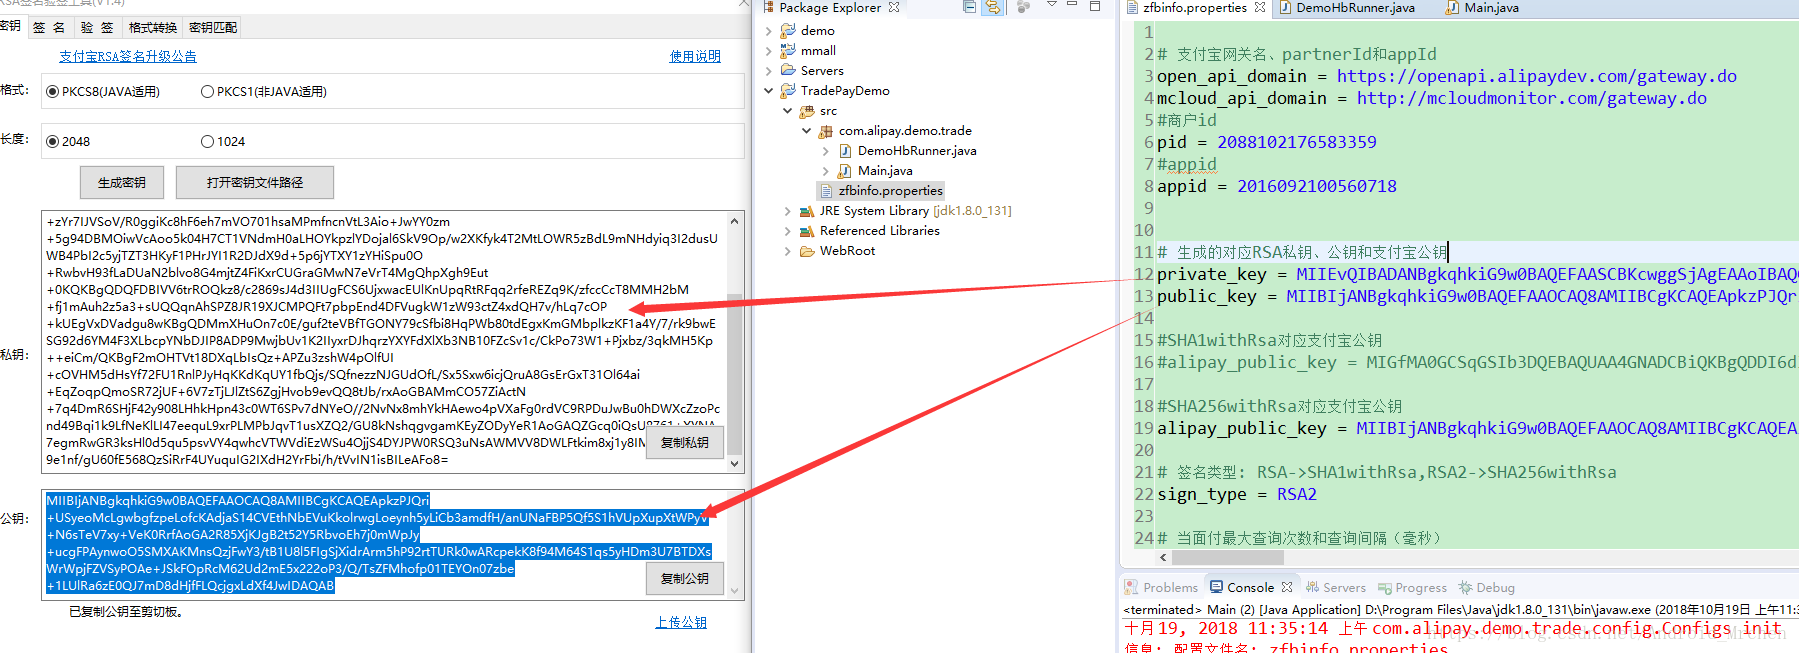 RSA签名验签工具(V1.4)
密钥 签 名 验 签 格式转换 密钥匹配
支付宝RSA签名升级公告 使用说明
格式: PKCS8(JAVA适用) PKCS1(非JAVA适用)
长度: 2048 1024
生成密钥 打开密钥文件路径
私钥:
+zYr7IJVSoV/R0ggiKc8hF6eh7mVO701hsaMPmfncnVtL3Aio+JwYY0zm
+5g94DBMOiwVcAoo5k04H7CT1VNdmH0aLHOYkpzlYDojal6SkV9Op/w2XKfyk4T2MtLOWR5zBdL9mNHdyiq3I2dusU
WB4PbI2c5yjTZT3HKyF1PHrJYI1R2DJdX9d+5p6jYTXY1zYHiSpu0O
+RwbvH93fLaDUaN2blvo8G4mjtZ4FiKxrCUGraGMwN7eVrT4MgQhpXgh9Eut
+0KQKBgQDQFDBIVV6trROQkz8/c2869sJ4d3IIUgFCS6UjxwacEUlKnUpqRtRFqq2rfeREZq9K/zfccCcT8MMH2bM
+fj1mAuh2z5a3+sUQQqnAhSPZ8JR19XJCMPQFt7pbpEnd4DFVugkW1zW93ctZ4xdQH7v/hLq7cOP
+kUEgVxDVadgu8wKBgQDMmXHuOn7c0E/guf2teVBfTGONY79cSfbi8HqPWb80tdEgxKmGMbplkzKF1a4Y/7/rk9bwE
SG92d6YM4F3XLbcpYNbDJIP8ADP9MwjbUv1K2IIyxrDJhqrzYXYFdXlXb3NB10FZcSv1c/CkPo73W1+Pjxbz/3qkMH5Kp
++eiCm/QKBgF2mOHTVt18DXqLbIsQz+APZu3zshW4pOlfUI
+cOVHM5dHsYf72FU1RnlPJyHqKKdKqUY1fbQjs/SQfnezzNJGUdOfL/Sx5Sxw6icjQruA8GsErGxT31Ol64ai
+EqZoqpQmoSR72jUF+6V7zTjLJlZtS6ZgjHvob9evQQ8tJb/rxAoGBAMmCO57ZiActN
+7q4DmR6SHjF42y908LHhkHpn43c0WT6SPv7dNYeO//2NvNx8mhYkHAewo4pVXaFg0rdVC9RPDuJwBu0hDWXcZzoPc
nd49Bqi1k9LfNeKlLI47eequL9xrPLMPbJqvT1usXZQ2/GU8kNshqgvgamKEyZODyYeR1AoGAQZGcq0iQsU8761+XYNA
7egmRwGR3ksHl0d5qu5psvVY4qwhcVTWVdiEzWSu4OjjS4DYJPW0RSQ3uNsAWMVV8DWLFtkim8xj1y8IM
9e1nf/gU60fE568QzSiRrF4UYuquIG2IXdH2YrFbi/h/tVvIN1isBILeAFo8=
复制私钥
公钥:
MIIBIjANBgkqhkiG9w0BAQEFAAOCAQ8AMIIBCgKCAQEApkzPJQri
+USyeoMcLgwbgfzpeLofcKAdjaS14CVEthNbEVuKkolrwgLoeynh5yLiCb3amdfH/anUNaFBP5Qf5S1hVUpXupXtWPyV
+N6sTeV7xy+VeK0RrfAoGA2R85XjKJgB2t52Y5RbvoEh7j0mWpJy
+ucgFPAynwoO5SMXAKMnsQzjFwY3/tB1U8l5FIgSjXidrArm5hP92rtTURk0wARcpekK8f94M64S1qs5yHDm3U7BTDXs
WrWpjFZVSyPOAe+JSkFOpRcM62Ud2mE5x222oP3/Q/TsZFMhofp01TEYOn07zbe
+1LUlRa6zE0QJ7mD8dHjfFLQcjgxLdXf4JwIDAQAB
复制公钥
已复制公钥至剪切板。
上传公钥
Package Explorer
demo
mmall
Servers
TradePayDemo
src
com.alipay.demo.trade
DemoHbRunner.java
Main.java
zfbinfo.properties
JRE System Library [jdk1.8.0_131]
Referenced Libraries
WebRoot
zfbinfo.properties DemoHbRunner.java Main.java
1
2 # 支付宝网关名、partnerId和appId
3 open_api_domain = https://openapi.alipaydev.com/gateway.do
4 mcloud_api_domain = http://mcloudmonitor.com/gateway.do
5 #商户id
6 pid = 2088102176583359
7 #appid
8 appid = 2016092100560718
9
10
11 # 生成的对应RSA私钥、公钥和支付宝公钥
12 private_key = MIIEvQIBADANBgkqhkiG9w0BAQEFAASCBKcwggSjAgEAAoIBAQ
13 public_key = MIIBIjANBgkqhkiG9w0BAQEFAAOCAQ8AMIIBCgKCAQEApkzPJQr
14
15 #SHA1withRsa对应支付宝公钥
16 #alipay_public_key = MIGfMA0GCSqGSIb3DQEBAQUAA4GNADCBiQKBgQDDI6d
17
18 #SHA256withRsa对应支付宝公钥
19 alipay_public_key = MIIBIjANBgkqhkiG9w0BAQEFAAOCAQ8AMIIBCgKCAQEA
20
21 # 签名类型: RSA->SHA1withRsa,RSA2->SHA256withRsa
22 sign_type = RSA2
23
24 # 当面付最大查询次数和查询间隔（毫秒）
Problems Console Servers Progress Debug
<terminated> Main (2) [Java Application] D:\Program Files\Java\jdk1.8.0_131\bin\javaw.exe (2018年10月19日 上午11:3
十月 19, 2018 11:35:14 上午 com.alipay.demo.trade.config.Configs init
信息: 配置文件名: zfbinfo.properties